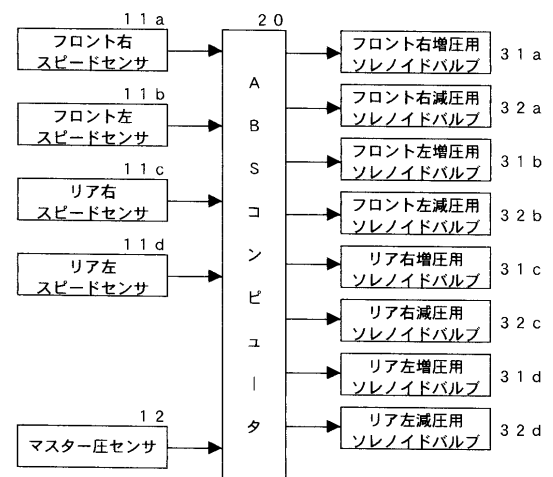 11a
フロント右
スピードセンサ
11b
フロント左
スピードセンサ
11c
リア右
スピードセンサ
11d
リア左
スピードセンサ
12
マスター圧センサ
20
ABSコンピュータ
フロント右増圧用
ソレノイドバルブ
31a
フロント右減圧用
ソレノイドバルブ
32a
フロント左増圧用
ソレノイドバルブ
31b
フロント左減圧用
ソレノイドバルブ
32b
リア右増圧用
ソレノイドバルブ
31c
リア右減圧用
ソレノイドバルブ
32c
リア左増圧用
ソレノイドバルブ
31d
リア左減圧用
ソレノイドバルブ
32d